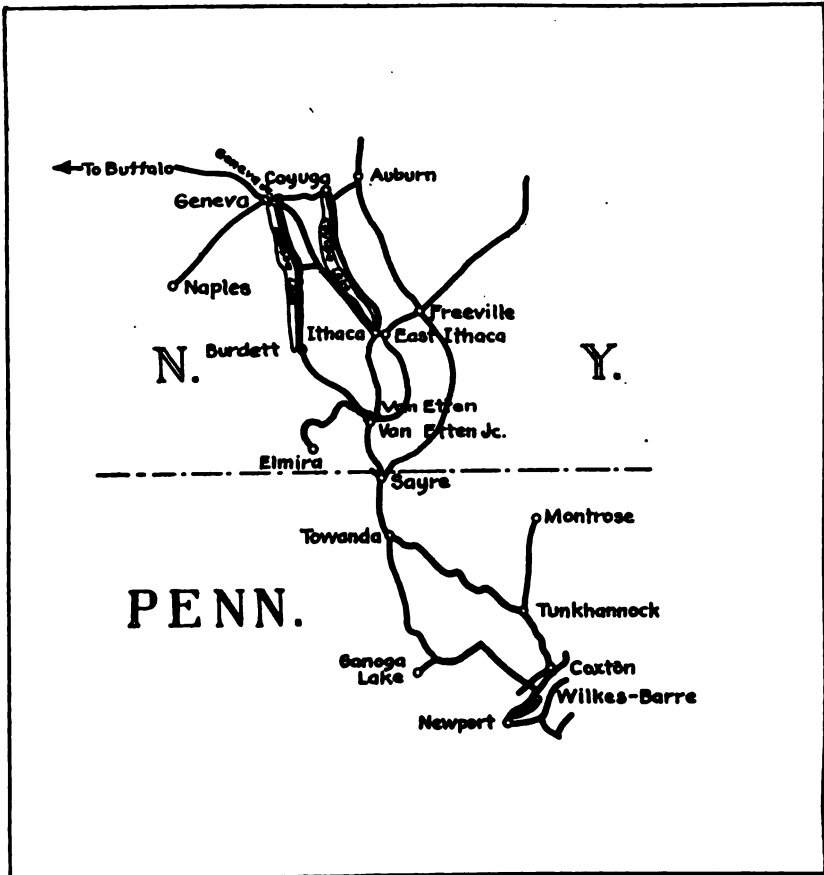 To Buffalo
Cayuga
Auburn
Geneva
Naples
Freeville
Ithaca
East Ithaca
Burdett
N. Y.
Van Etten
Van Etten Jc.
Elmira
Sayre
Montrose
Towanda
PENN.
Tunkhannock
Ganoga
Lake
Coxton
Wilkes-Barre
Newport